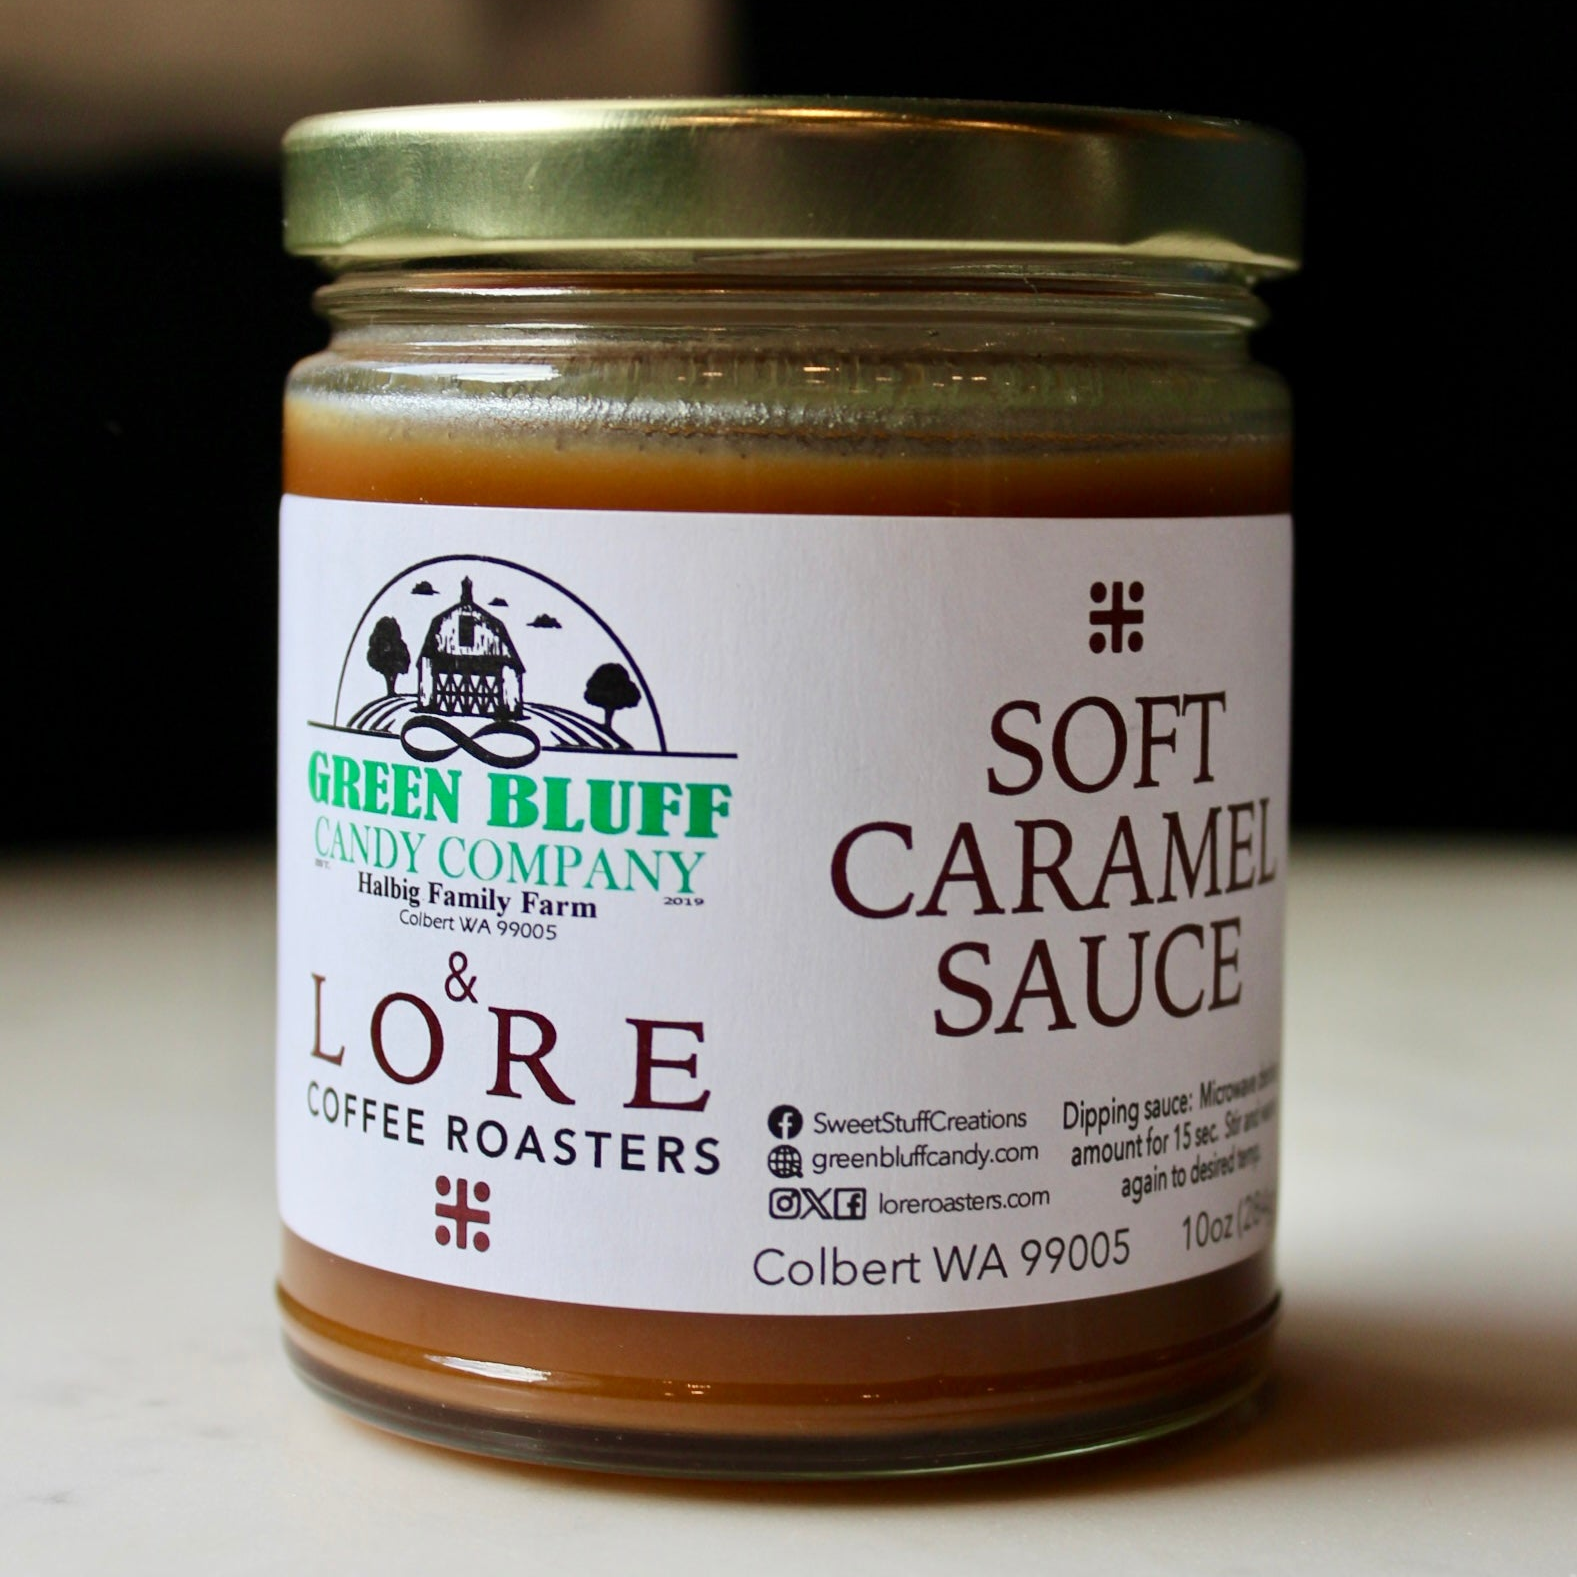 GREEN BLUFF
CANDY COMPANY
EST. 2019
Halbig Family Farm
Colbert WA 99005
&
LORE
COFFEE ROASTERS
SOFT
CARAMEL
SAUCE
SweetStuffCreations
greenbluffcandy.com
loreroasters.com
Dipping sauce: Microwave
amount for 15 sec. Stir and
again to desired temp.
Colbert WA 99005
10oz